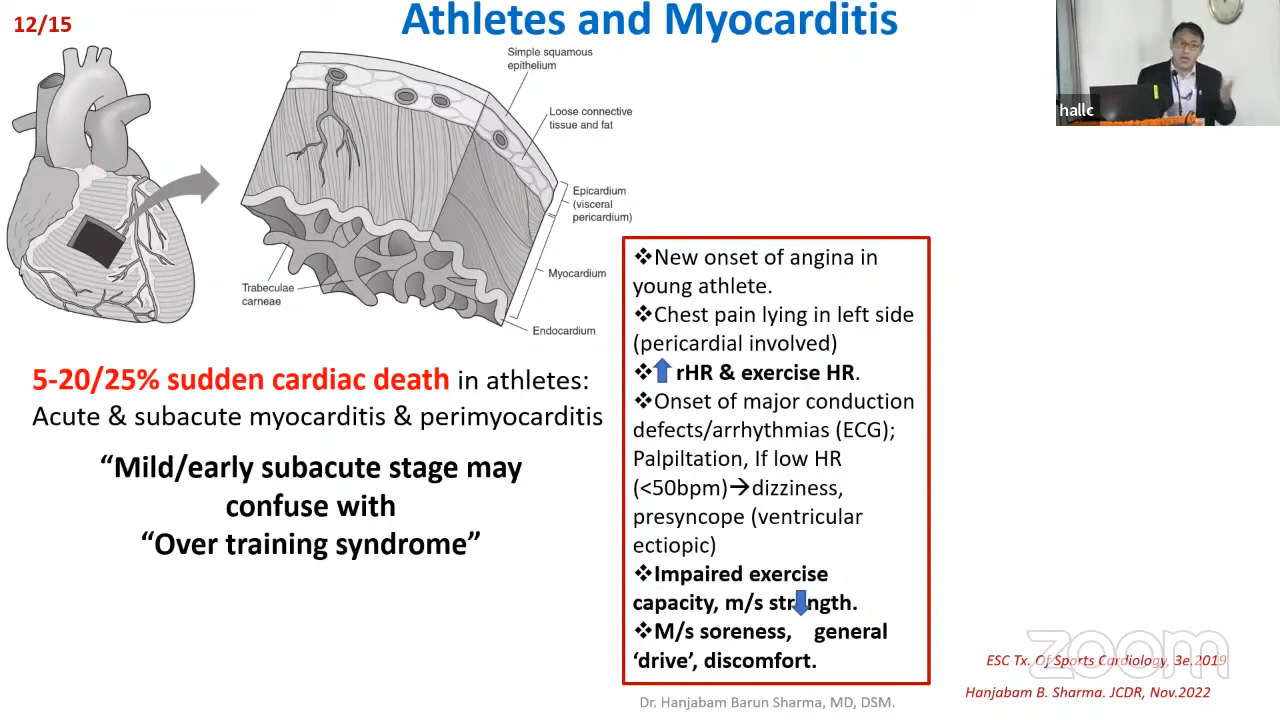 12/15
Athletes and Myocarditis
hallc
Simple squamous
epithelium
Loose connective
tissue and fat
Epicardium
(visceral
pericardium)
Myocardium
Trabeculae
carneae
Endocardium
5-20/25% sudden cardiac death in athletes:
Acute & subacute myocarditis & perimyocarditis
“Mild/early subacute stage may
confuse with
“Over training syndrome”
❖New onset of angina in
young athlete.
❖Chest pain lying in left side
(pericardial involved)
❖⬆rHR & exercise HR.
❖Onset of major conduction
defects/arrhythmias (ECG);
Palpiltation, If low HR
(<50bpm)→dizziness,
presyncope (ventricular
ectiopic)
❖Impaired exercise
capacity, m/s strength.
❖M/s soreness, ⬇ general
‘drive’, discomfort.
zoom
ESC Tx. Of Sports Cardiology, 3e.2019
Hanjabam B. Sharma. JCDR, Nov.2022
Dr. Hanjabam Barun Sharma, MD, DSM.